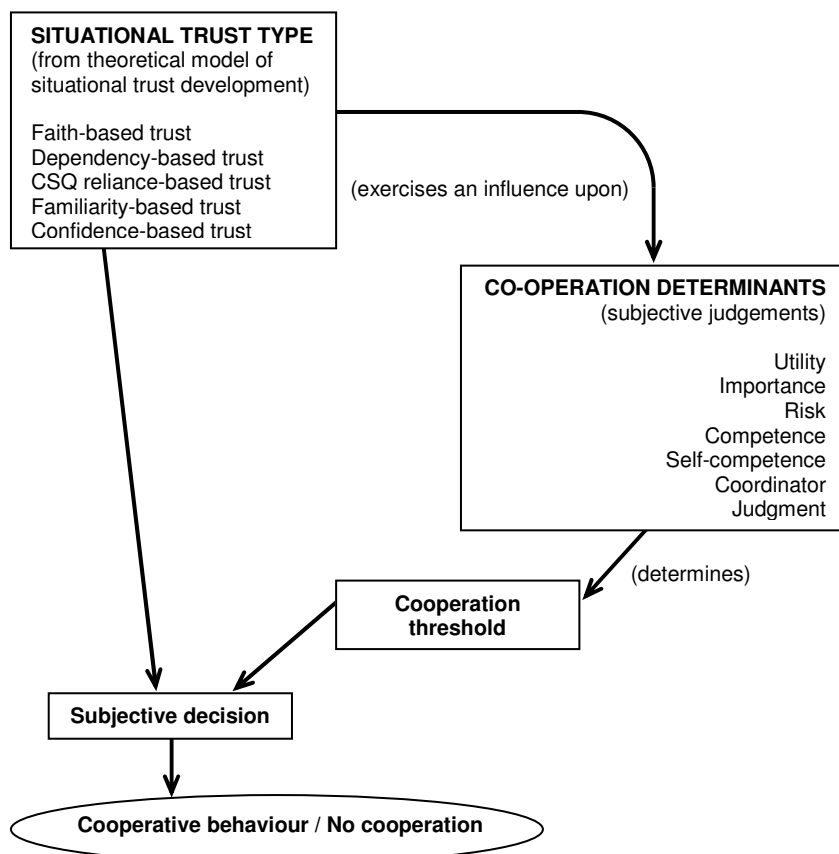 SITUATIONAL TRUST TYPE
(from theoretical model of
situational trust development)
Faith-based trust
Dependency-based trust
CSQ reliance-based trust
Familiarity-based trust
Confidence-based trust
(exercises an influence upon)
CO-OPERATION DETERMINANTS
(subjective judgements)
Utility
Importance
Risk
Competence
Self-competence
Coordinator
Judgment
(determines)
Cooperation
threshold
Subjective decision
Cooperative behaviour / No cooperation